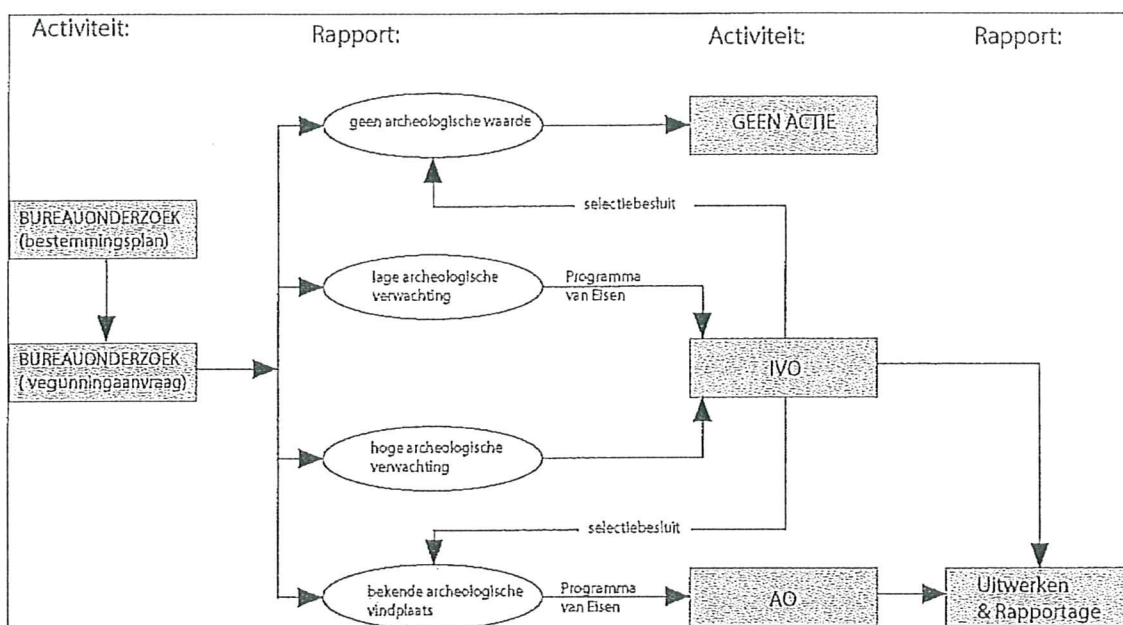 Activiteit:
Rapport:
Activiteit:
Rapport:
geen archeologische waarde
GEEN ACTIE
selectiebesluit
BUREAUONDERZOEK
(bestemmingsplan)
lage archeologische
verwachting
Programma
van Eisen
BUREAUONDERZOEK
( vegunningaanvraag)
IVO
hoge archeologische
verwachting
selectiebesluit
bekende archeologische
vindplaats
Programma
van Eisen
AO
Uitwerken
& Rapportage